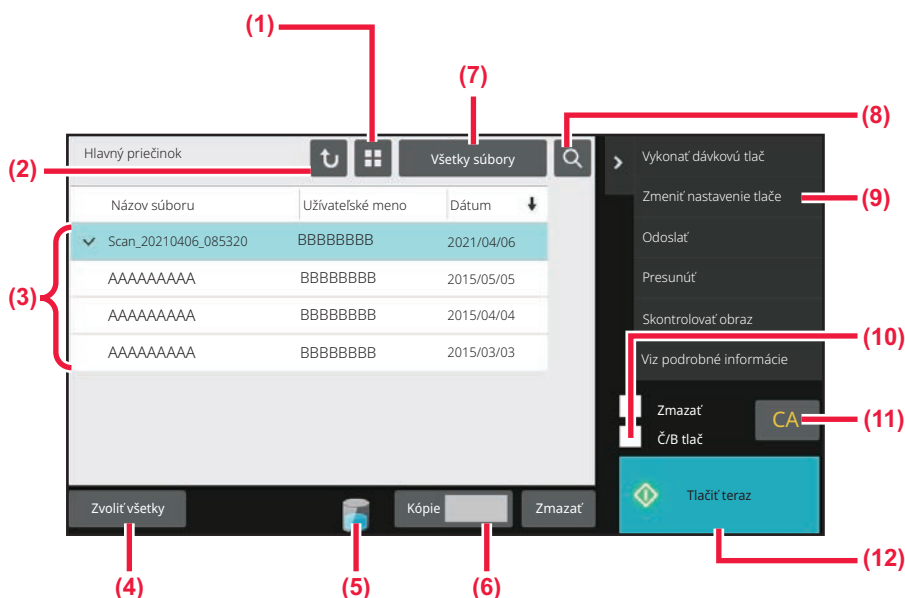 (1)
(7)
(8)
(2)
Hlavný priečinok
Všetky súbory
Vykonať dávkovú tlač
Názov súboru Užívateľské meno Dátum
Zmeniť nastavenie tlače
(9)
(3)
Scan_20210406_085320 BBBBBBBB 2021/04/06
AAAAAAAAA BBBBBBBB 2015/05/05
AAAAAAAAA BBBBBBBB 2015/04/04
AAAAAAAAA BBBBBBBB 2015/03/03
Odoslať
Presunúť
Skontrolovať obraz
(10)
Viz podrobné informácie
Zmazať
Č/B tlač
CA
(11)
Zvoliť všetky
Kópie
Zmazať
Tlačiť teraz
(4)
(5)
(6)
(12)